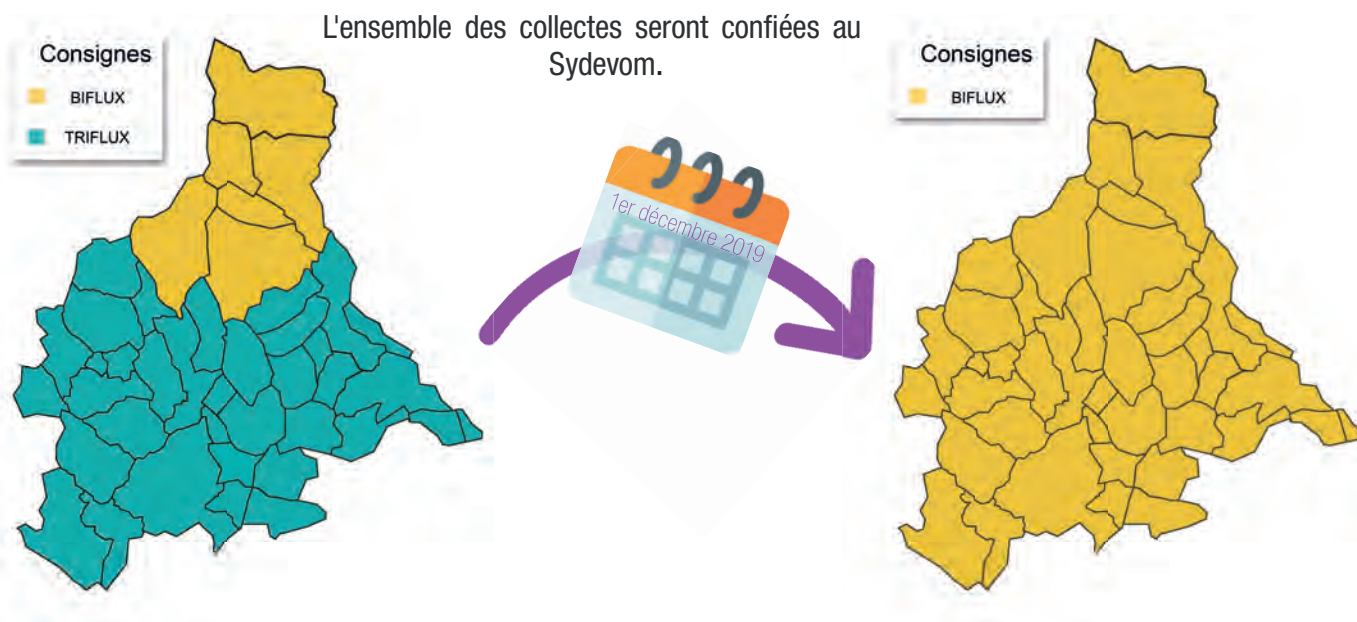 L'ensemble des collectes seront confiées au
Sydevom.
Consignes
BIFLUX
TRIFLUX
1er décembre 2019
Consignes
BIFLUX